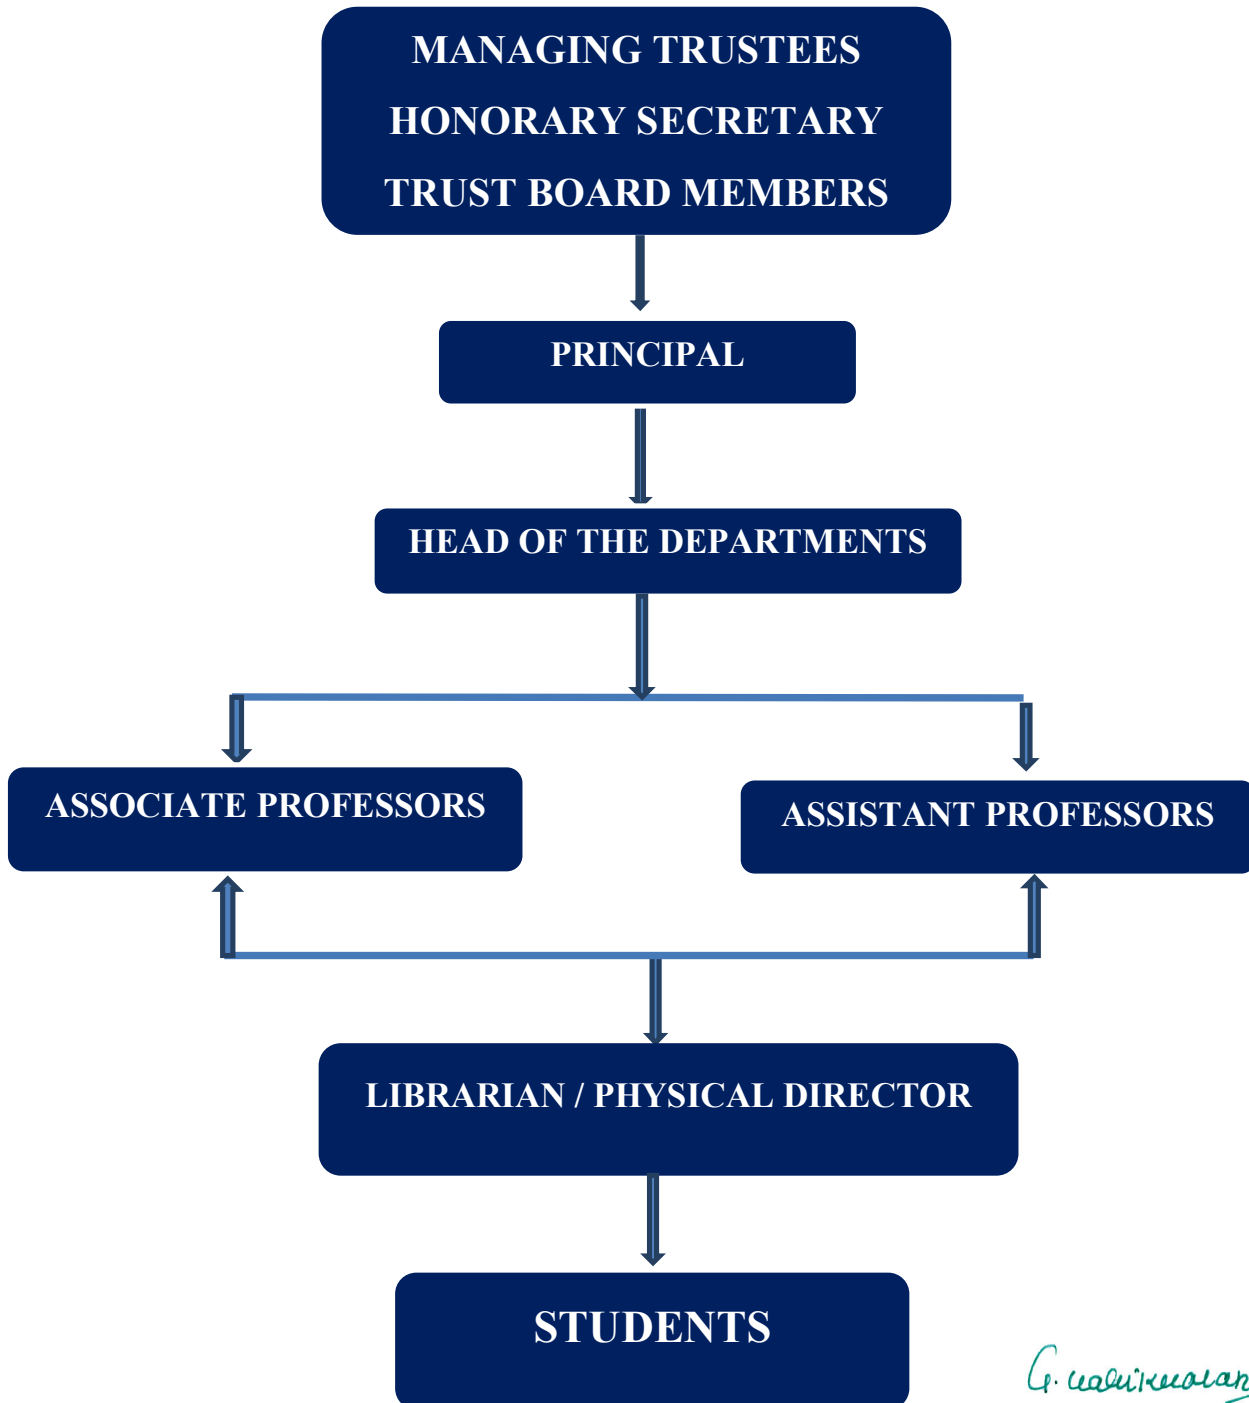 MANAGING TRUSTEES
HONORARY SECRETARY
TRUST BOARD MEMBERS
PRINCIPAL
HEAD OF THE DEPARTMENTS
ASSOCIATE PROFESSORS
ASSISTANT PROFESSORS
LIBRARIAN / PHYSICAL DIRECTOR
STUDENTS